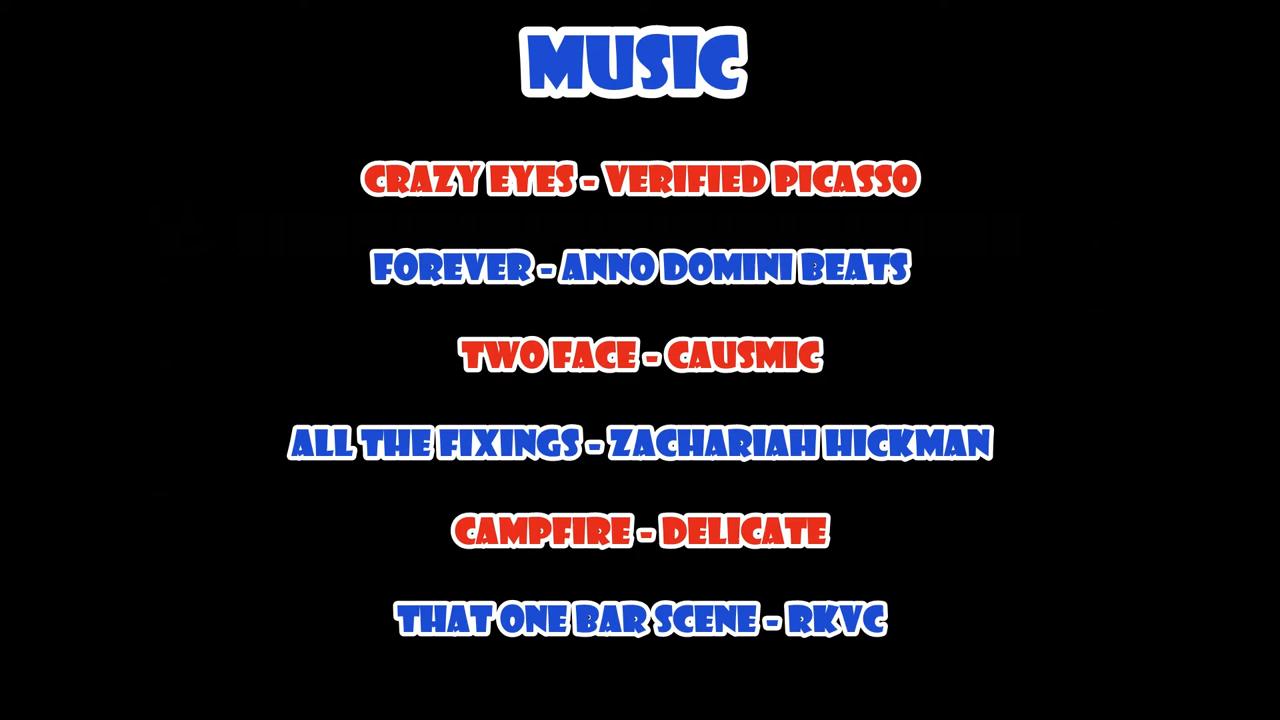 MUSIC
CRAZY EYES - VERIFIED PICASSO
FOREVER - ANNO DOMINI BEATS
TWO FACE - CAUSMIC
ALL THE FIXINGS - ZACHARIAH HICKMAN
CAMPFIRE - DELICATE
THAT ONE BAR SCENE - RKVC